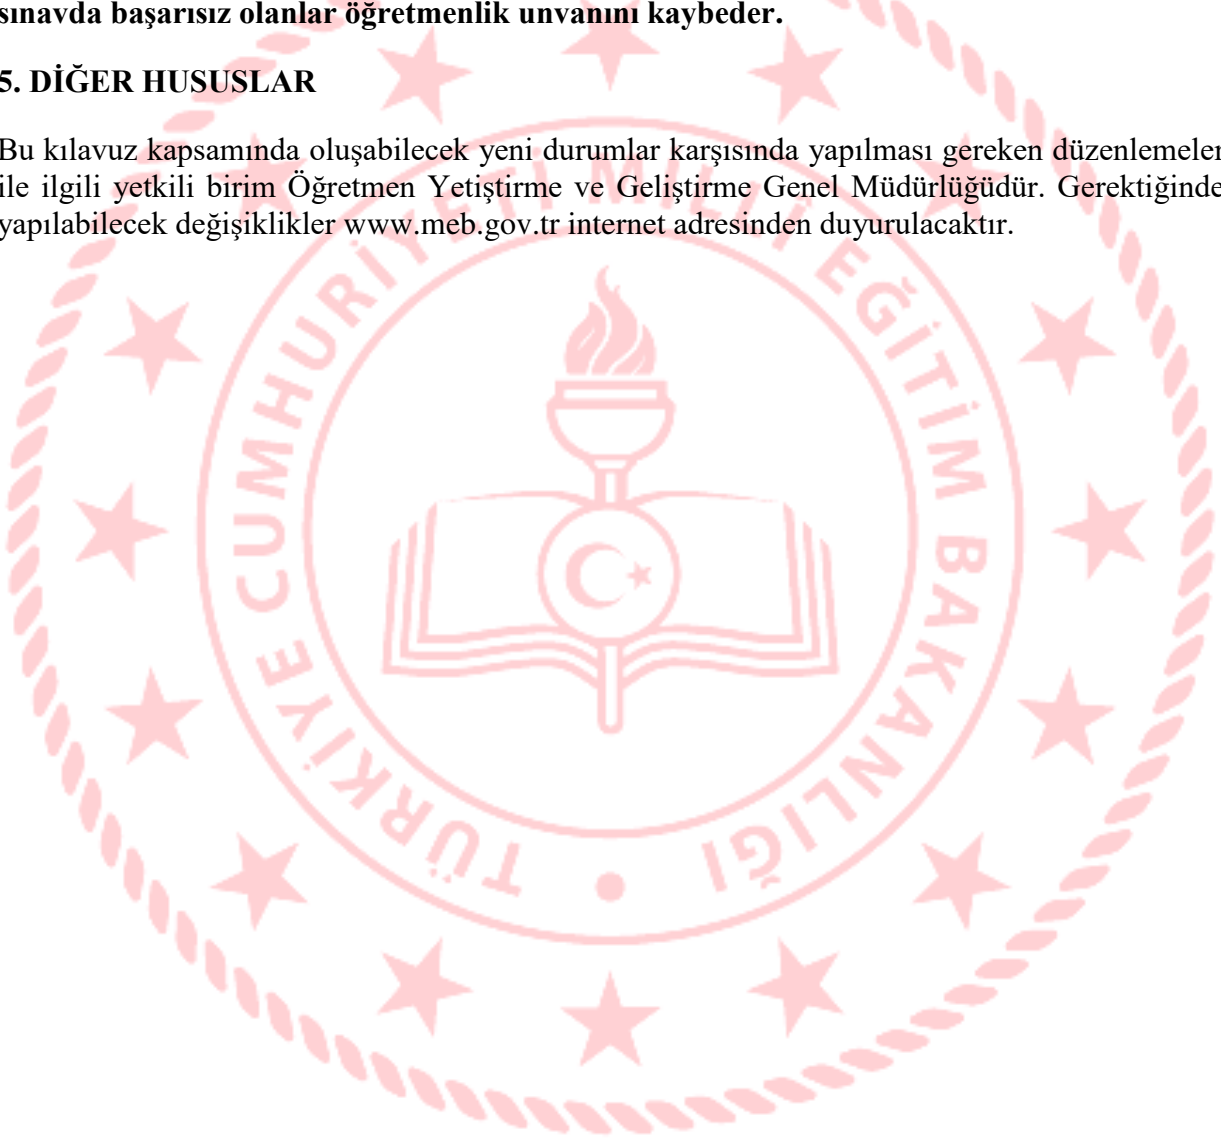 sınavda başarısız olanlar öğretmenlik unvanını kaybeder.
5. DİĞER HUSUSLAR
Bu kılavuz kapsamında oluşabilecek yeni durumlar karşısında yapılması gereken düzenlemeler
ile ilgili yetkili birim Öğretmen Yetiştirme ve Geliştirme Genel Müdürlüğüdür. Gerektiğinde
yapılabilecek değişiklikler www.meb.gov.tr internet adresinden duyurulacaktır.
TÜRKİYE CUMHURİYETİ MİLLÎ EĞİTİM BAKANLIĞI